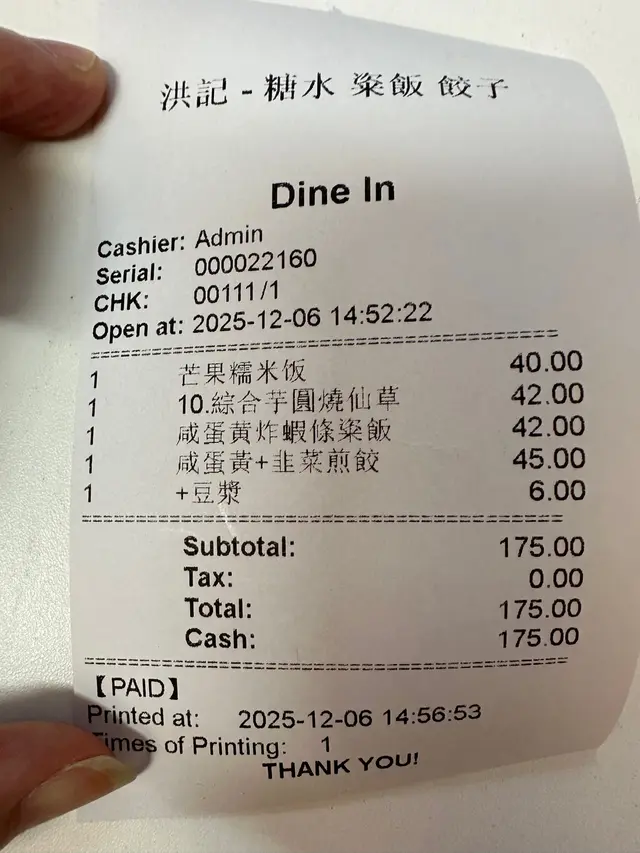 洪記 - 糖水 粢飯 餃子
Dine In
Cashier: Admin
Serial: 000022160
CHK: 00111/1
Open at: 2025-12-06 14:52:22
1 芒果糯米饭 40.00
1 10.綜合芋圓燒仙草 42.00
1 咸蛋黄炸蝦條粢飯 42.00
1 咸蛋黃+韭菜煎餃 45.00
1 +豆漿 6.00
Subtotal: 175.00
Tax: 0.00
Total: 175.00
Cash: 175.00
【PAID】
Printed at: 2025-12-06 14:56:53
Times of Printing: 1
THANK YOU!